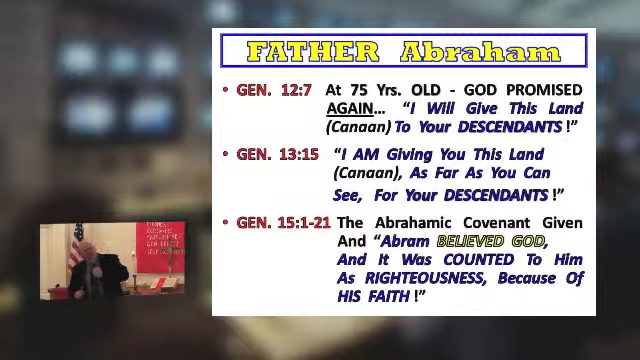 FATHER Abraham
• GEN. 12:7 At 75 Yrs. OLD - GOD PROMISED
AGAIN... “I Will Give This Land
(Canaan) To Your DESCENDANTS !”
• GEN. 13:15 “I AM Giving You This Land
(Canaan), As Far As You Can
See, For Your DESCENDANTS !”
• GEN. 15:1-21 The Abrahamic Covenant Given
And “Abram BELIEVED GOD,
And It Was COUNTED To Him
As RIGHTEOUSNESS, Because Of
HIS FAITH !”